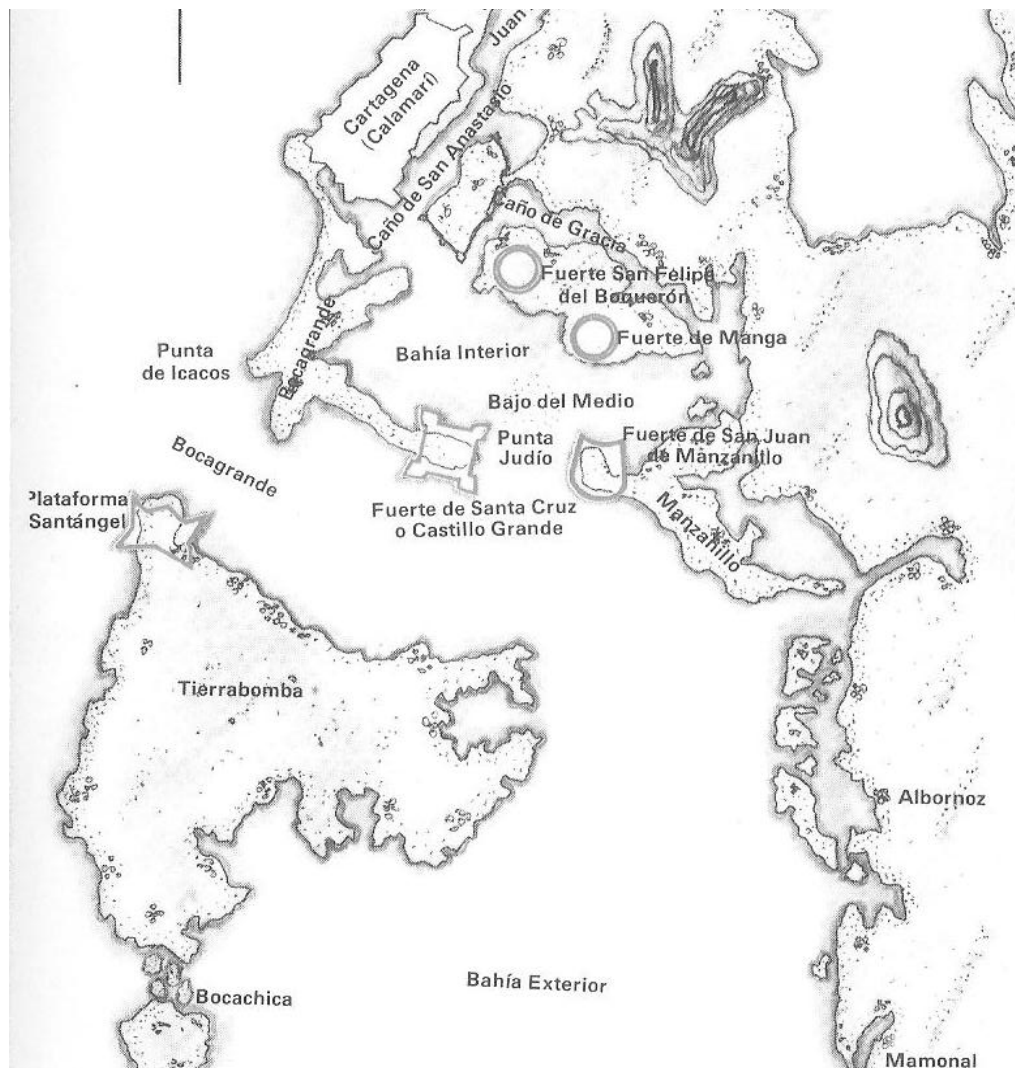 Juan
Cartagena
(Calamarí)
Caño de San Anastasio
Caño de Gracia
Fuerte San Felipe
del Boquerón
Fuerte de Manga
Bocagrande
Punta
de Icacos
Bahía Interior
Bajo del Medio
Punta
Judío
Fuerte de San Juan
de Manzanillo
Bocagrande
Plataforma
Santángel
Fuerte de Santa Cruz
o Castillo Grande
Manzanillo
Tierrabomba
Albornoz
Bahía Exterior
Bocachica
Mamonal